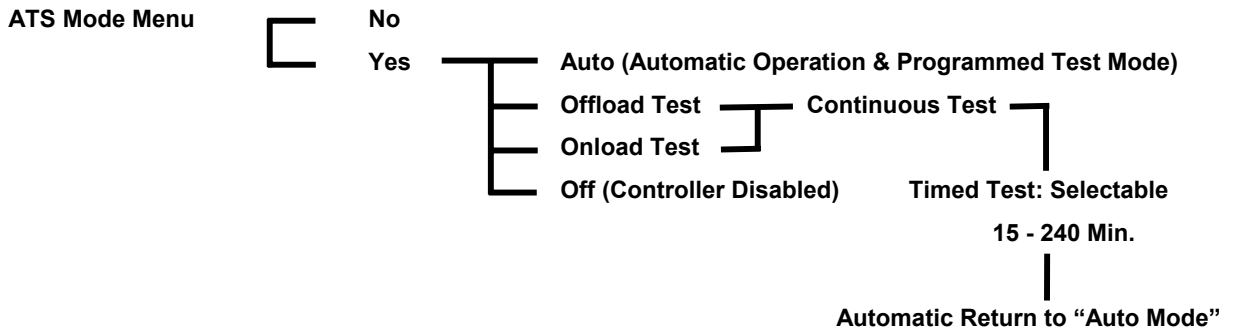 ATS Mode Menu
No
Yes
Auto (Automatic Operation & Programmed Test Mode)
Offload Test
Continuous Test
Onload Test
Off (Controller Disabled)
Timed Test: Selectable
15 - 240 Min.
Automatic Return to “Auto Mode”